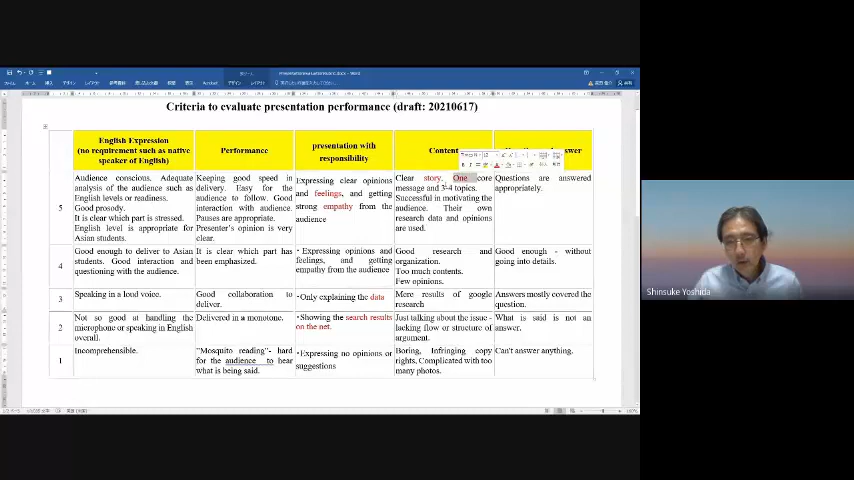 Criteria to evaluate presentation performance (draft: 20210617)
English Expression
(no requirement such as native
speaker of English)
Performance
presentation with
responsibility
5
Audience conscious. Adequate
analysis of the audience such as
English levels or readiness.
Good prosody.
It is clear which part is stressed.
English level is appropriate for
Asian students.
Keeping good speed in
delivery. Easy for the
audience to follow. Good
interaction with audience.
Pauses are appropriate.
Presenter's opinion is very
clear.
Expressing clear opinions
and feelings, and getting
strong empathy from the
audience
Clear story. One core
message and 3-4 topics.
Successful in motivating the
audience. Their own
research data and opinions
are used.
Questions are answered
appropriately.
4
Good enough to deliver to Asian
students. Good interaction and
questioning with the audience.
It is clear which part has
been emphasized.
・Expressing opinions and
feelings, and getting
empathy from the audience
Good research and
organization.
Too much contents.
Few opinions.
Good enough - without
going into details.
3
Speaking in a loud voice.
Good collaboration to
deliver.
・Only explaining the data
Mere results of google
research
Answers mostly covered the
question.
2
Not so good at handling the
microphone or speaking in English
overall.
Delivered in a monotone.
・Showing the search results
on the net.
Just talking about the issue -
lacking flow or structure of
argument.
What is said is not an
answer.
1
Incomprehensible.
"Mosquito reading"- hard
for the audience to hear
what is being said.
・Expressing no opinions or
suggestions
Boring, Infringing copy
rights, Complicated with too
many photos.
Can't answer anything.
Shinsuke Yoshida